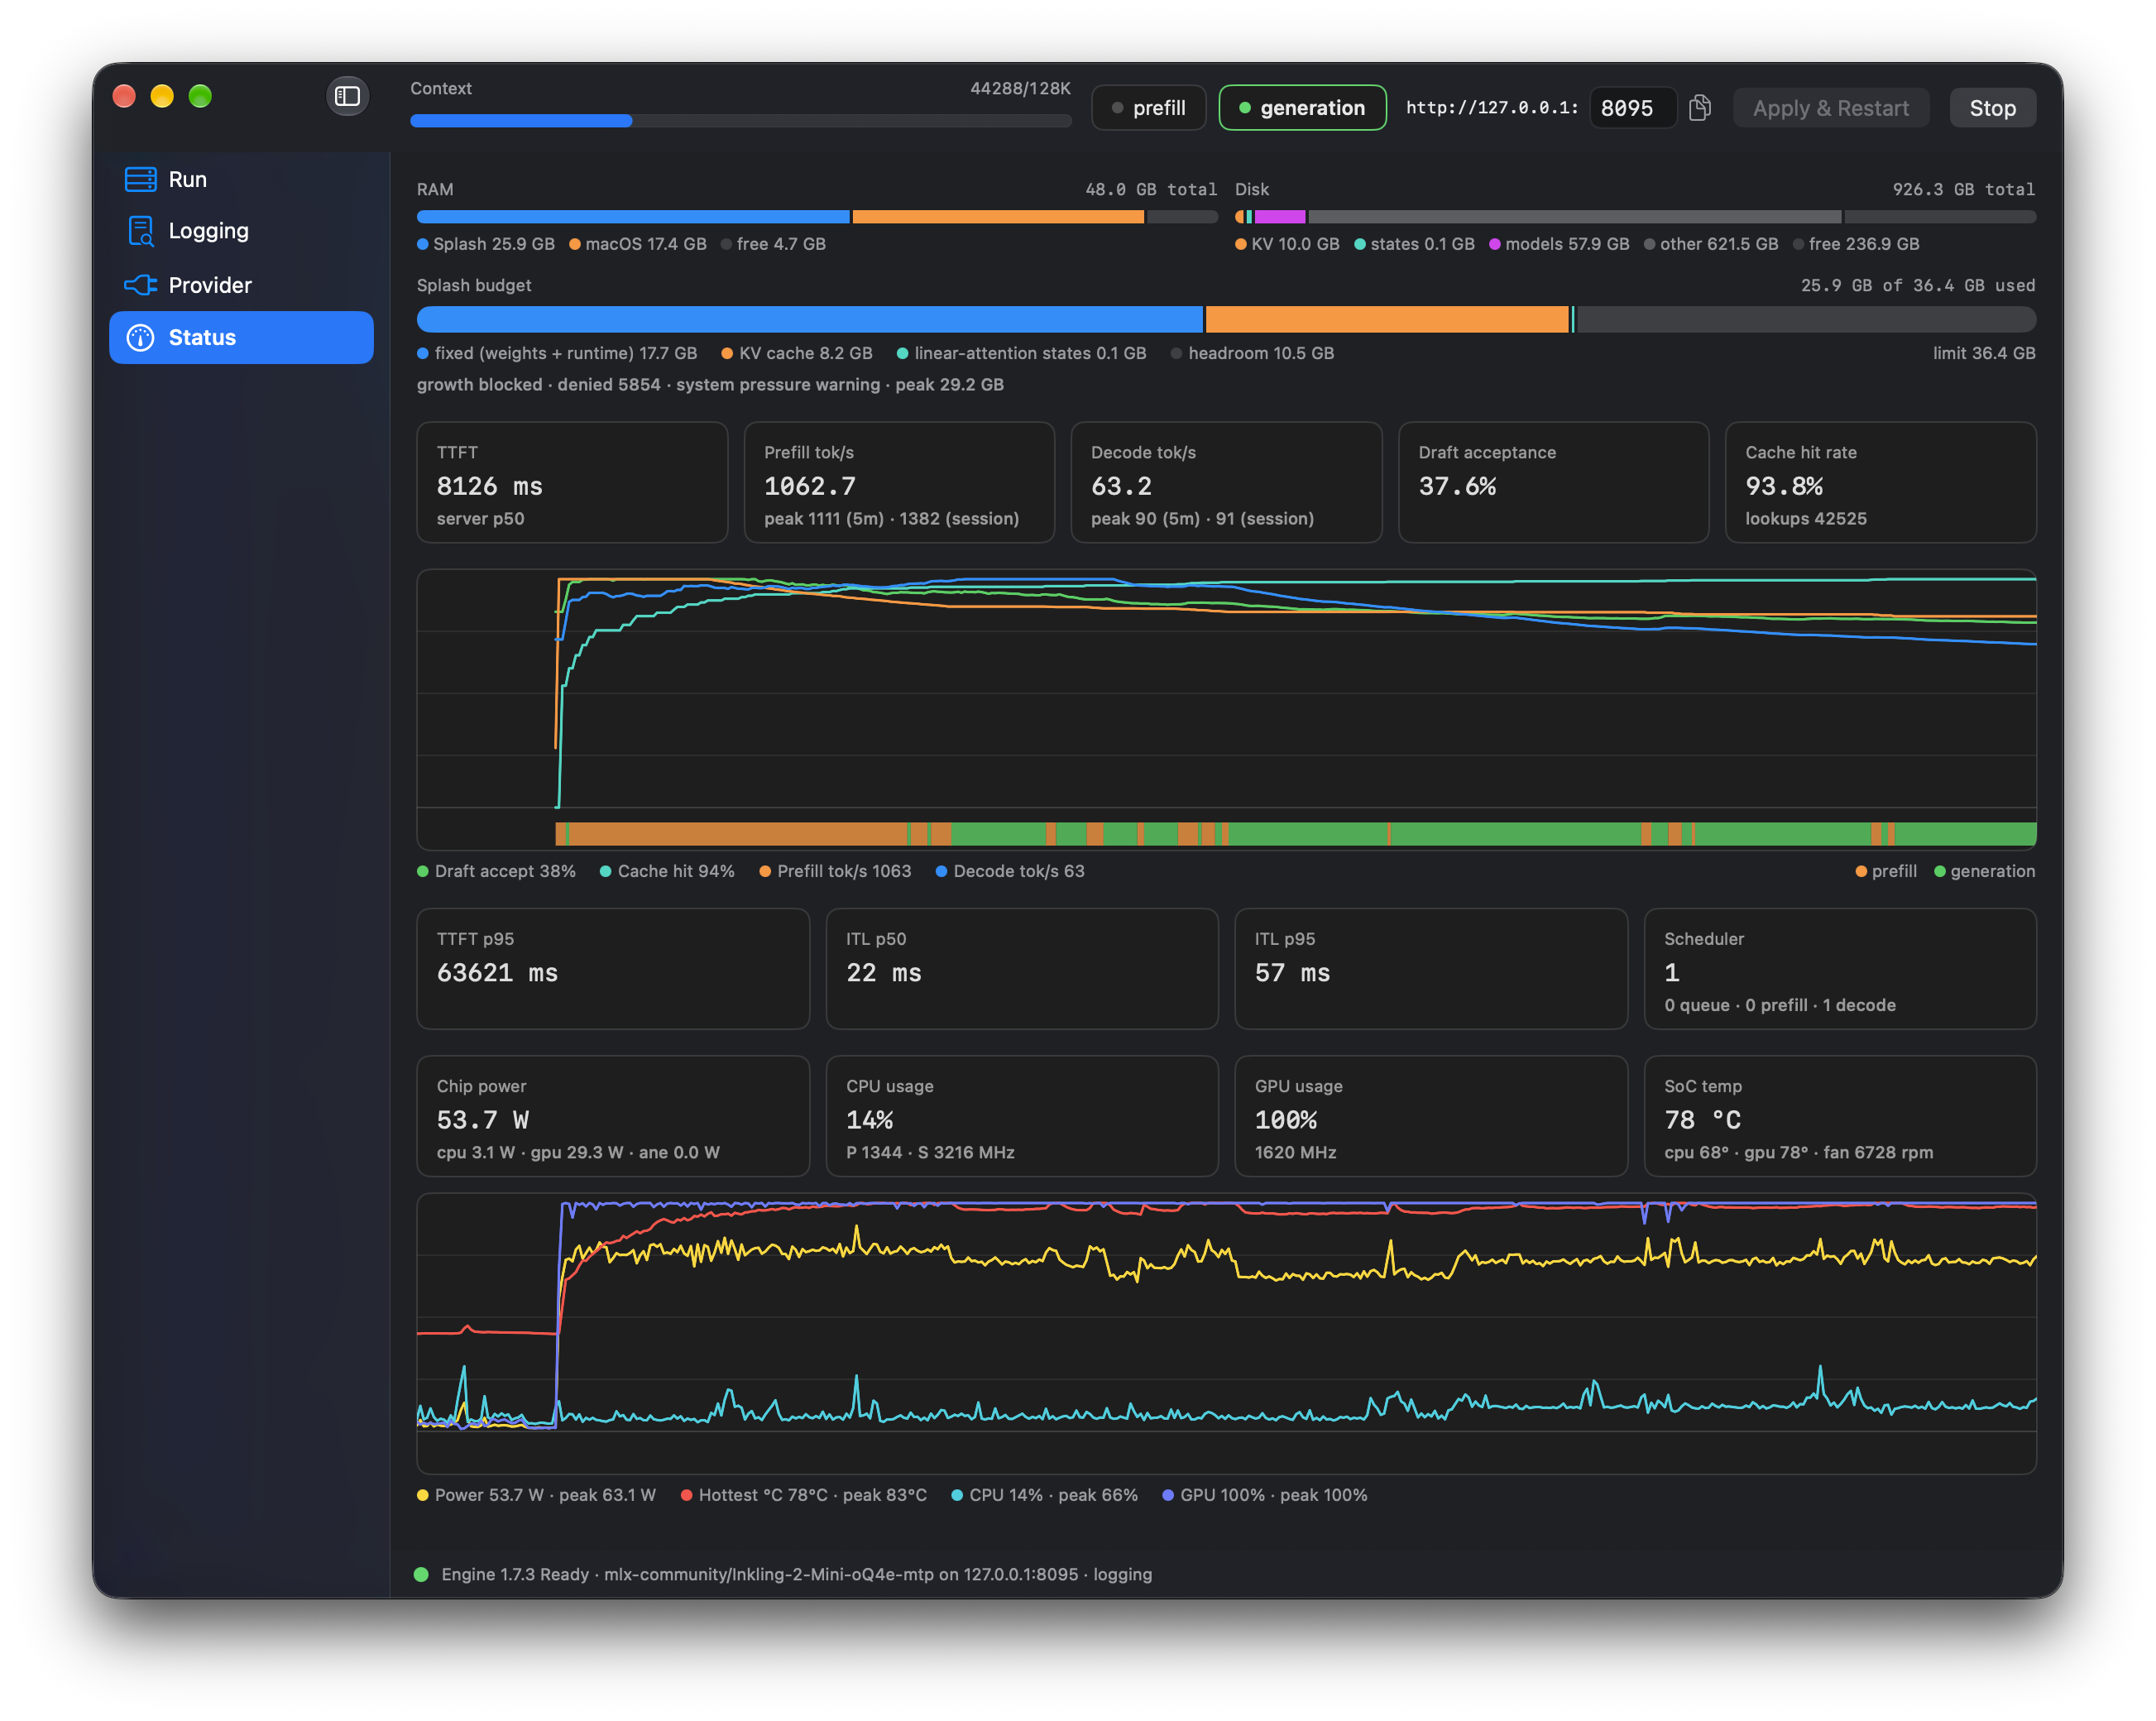 Context 44288/128K
prefill generation http://127.0.0.1: 8095 Apply & Restart Stop
Run
Logging
Provider
Status
RAM 48.0 GB total
Splash 25.9 GB macOS 17.4 GB free 4.7 GB
Disk 926.3 GB total
KV 10.0 GB states 0.1 GB models 57.9 GB other 621.5 GB free 236.9 GB
Splash budget 25.9 GB of 36.4 GB used
fixed (weights + runtime) 17.7 GB KV cache 8.2 GB linear-attention states 0.1 GB headroom 10.5 GB limit 36.4 GB
growth blocked · denied 5854 · system pressure warning · peak 29.2 GB
TTFT
8126 ms
server p50
Prefill tok/s
1062.7
peak 1111 (5m) · 1382 (session)
Decode tok/s
63.2
peak 90 (5m) · 91 (session)
Draft acceptance
37.6%
Cache hit rate
93.8%
lookups 42525
Draft accept 38% Cache hit 94% Prefill tok/s 1063 Decode tok/s 63 prefill generation
TTFT p95
63621 ms
ITL p50
22 ms
ITL p95
57 ms
Scheduler
1
0 queue · 0 prefill · 1 decode
Chip power
53.7 W
cpu 3.1 W · gpu 29.3 W · ane 0.0 W
CPU usage
14%
P 1344 · S 3216 MHz
GPU usage
100%
1620 MHz
SoC temp
78 °C
cpu 68° · gpu 78° · fan 6728 rpm
Power 53.7 W · peak 63.1 W Hottest °C 78°C · peak 83°C CPU 14% · peak 66% GPU 100% · peak 100%
Engine 1.7.3 Ready · mlx-community/Inkling-2-Mini-oQ4e-mtp on 127.0.0.1:8095 · logging